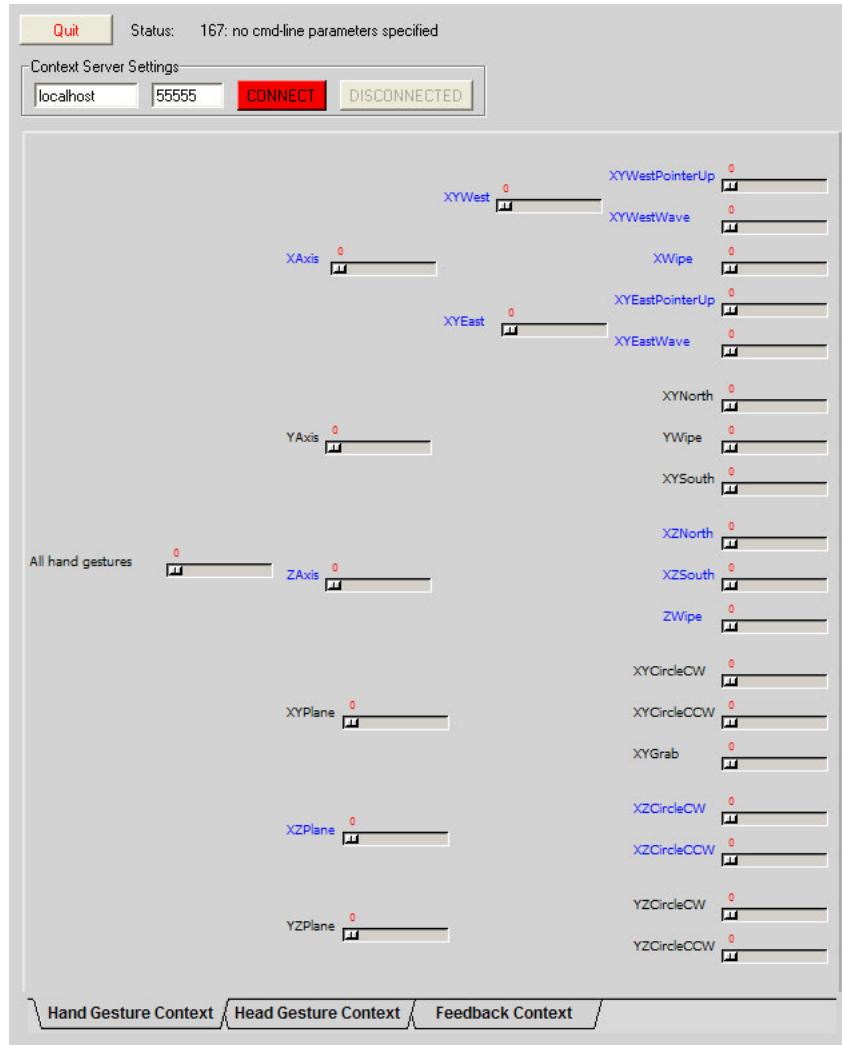 Quit Status: 167: no cmd-line parameters specified
Context Server Settings
localhost 55555 CONNECT DISCONNECTED
XYWestPointerUp 0
XYWest 0
XYWestWave 0
XAxis 0
XWipe 0
XYEastPointerUp 0
XYEast 0
XYEastWave 0
XYNorth 0
YAxis 0
YWipe 0
XYSouth 0
XZNorth 0
All hand gestures 0
ZAxis 0
XZSouth 0
ZWipe 0
XYCircleCW 0
XYPlane 0
XYCircleCCW 0
XYGrab 0
XZCircleCW 0
XZPlane 0
XZCircleCCW 0
YZCircleCW 0
YZPlane 0
YZCircleCCW 0
Hand Gesture Context Head Gesture Context Feedback Context